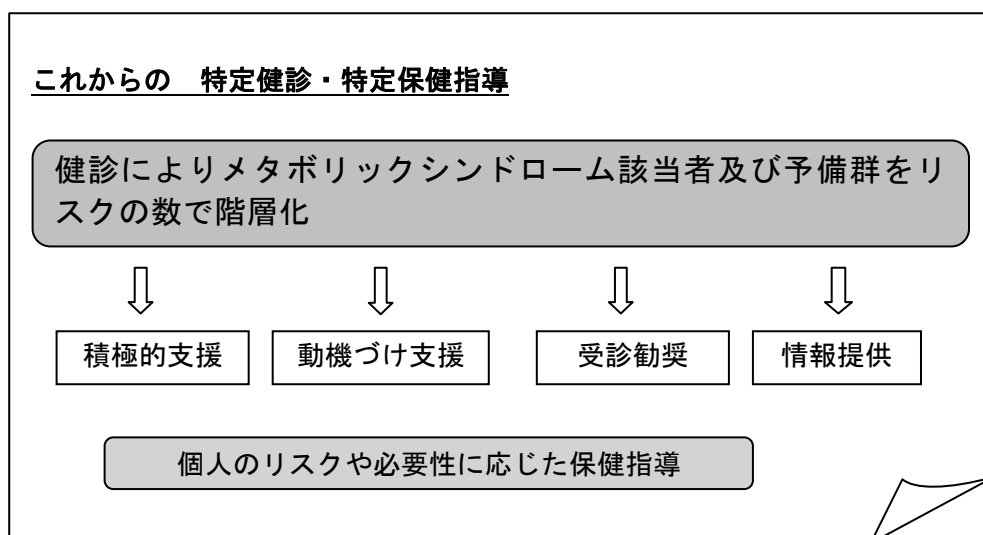 これからの　特定健診・特定保健指導
健診によりメタボリックシンドローム該当者及び予備群をリ
スクの数で階層化
積極的支援
動機づけ支援
受診勧奨
情報提供
個人のリスクや必要性に応じた保健指導